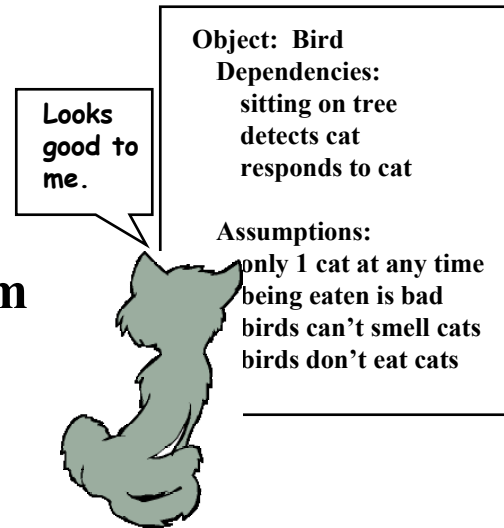 Object: Bird
Dependencies:
sitting on tree
detects cat
responds to cat
Looks
good to
me.
Assumptions:
only 1 cat at any time
being eaten is bad
birds can't smell cats
birds don't eat cats
m